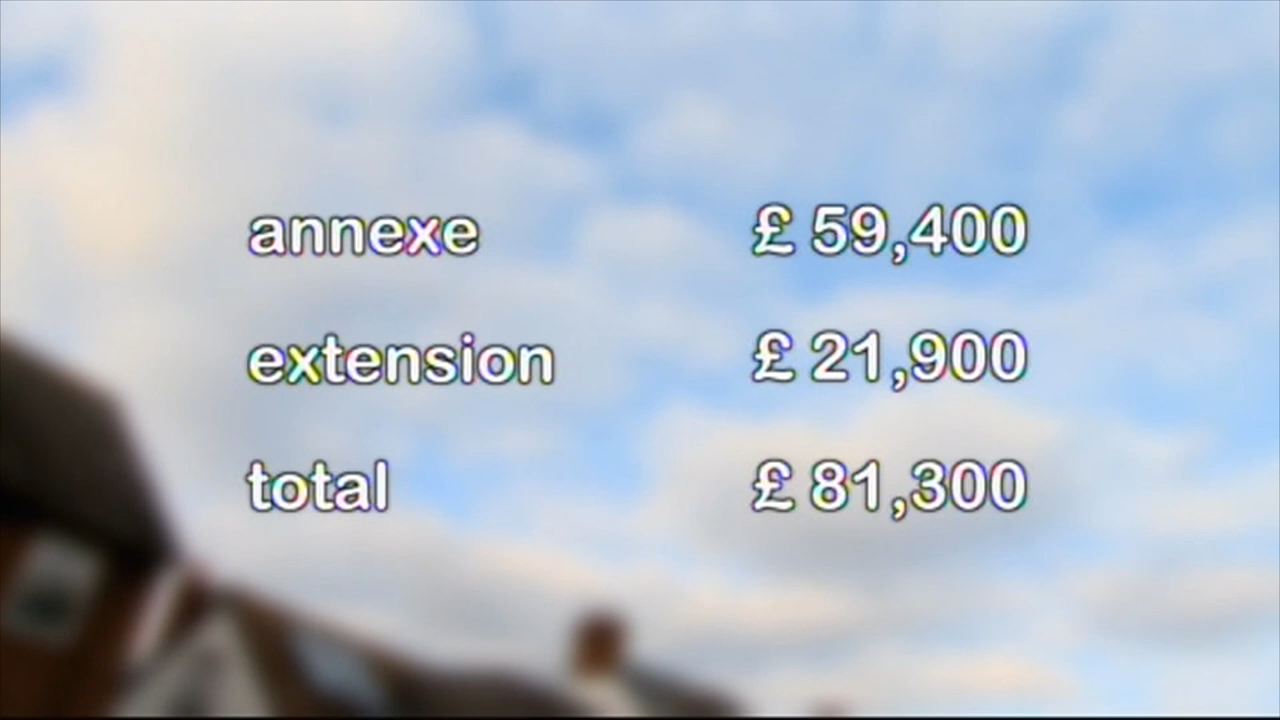 annexe £ 59,400
extension £ 21,900
total £ 81,300